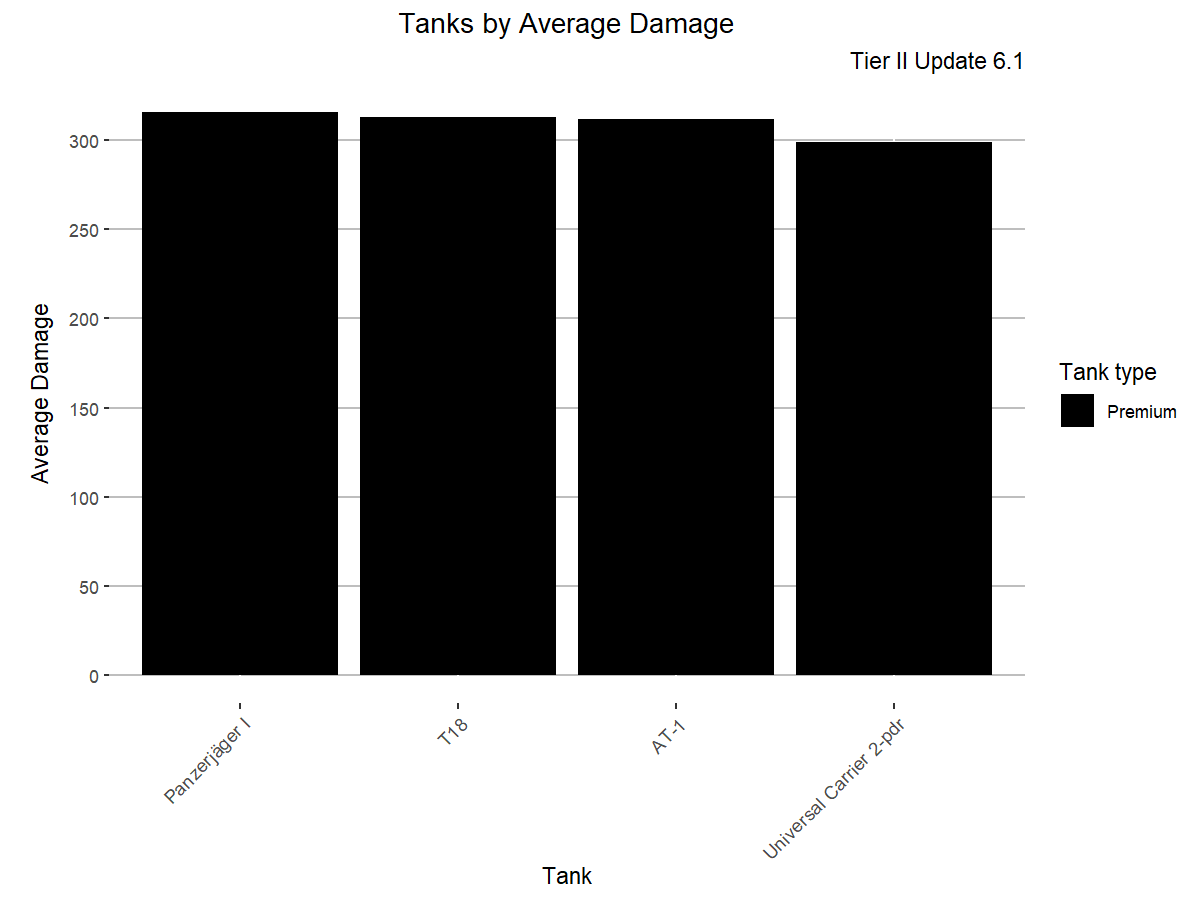 Tanks by Average Damage
Tier II Update 6.1
Average Damage
300
250
200
150
100
50
0
Panzerjäger I
T18
AT-1
Universal Carrier 2-pdr
Tank
Tank type
Premium